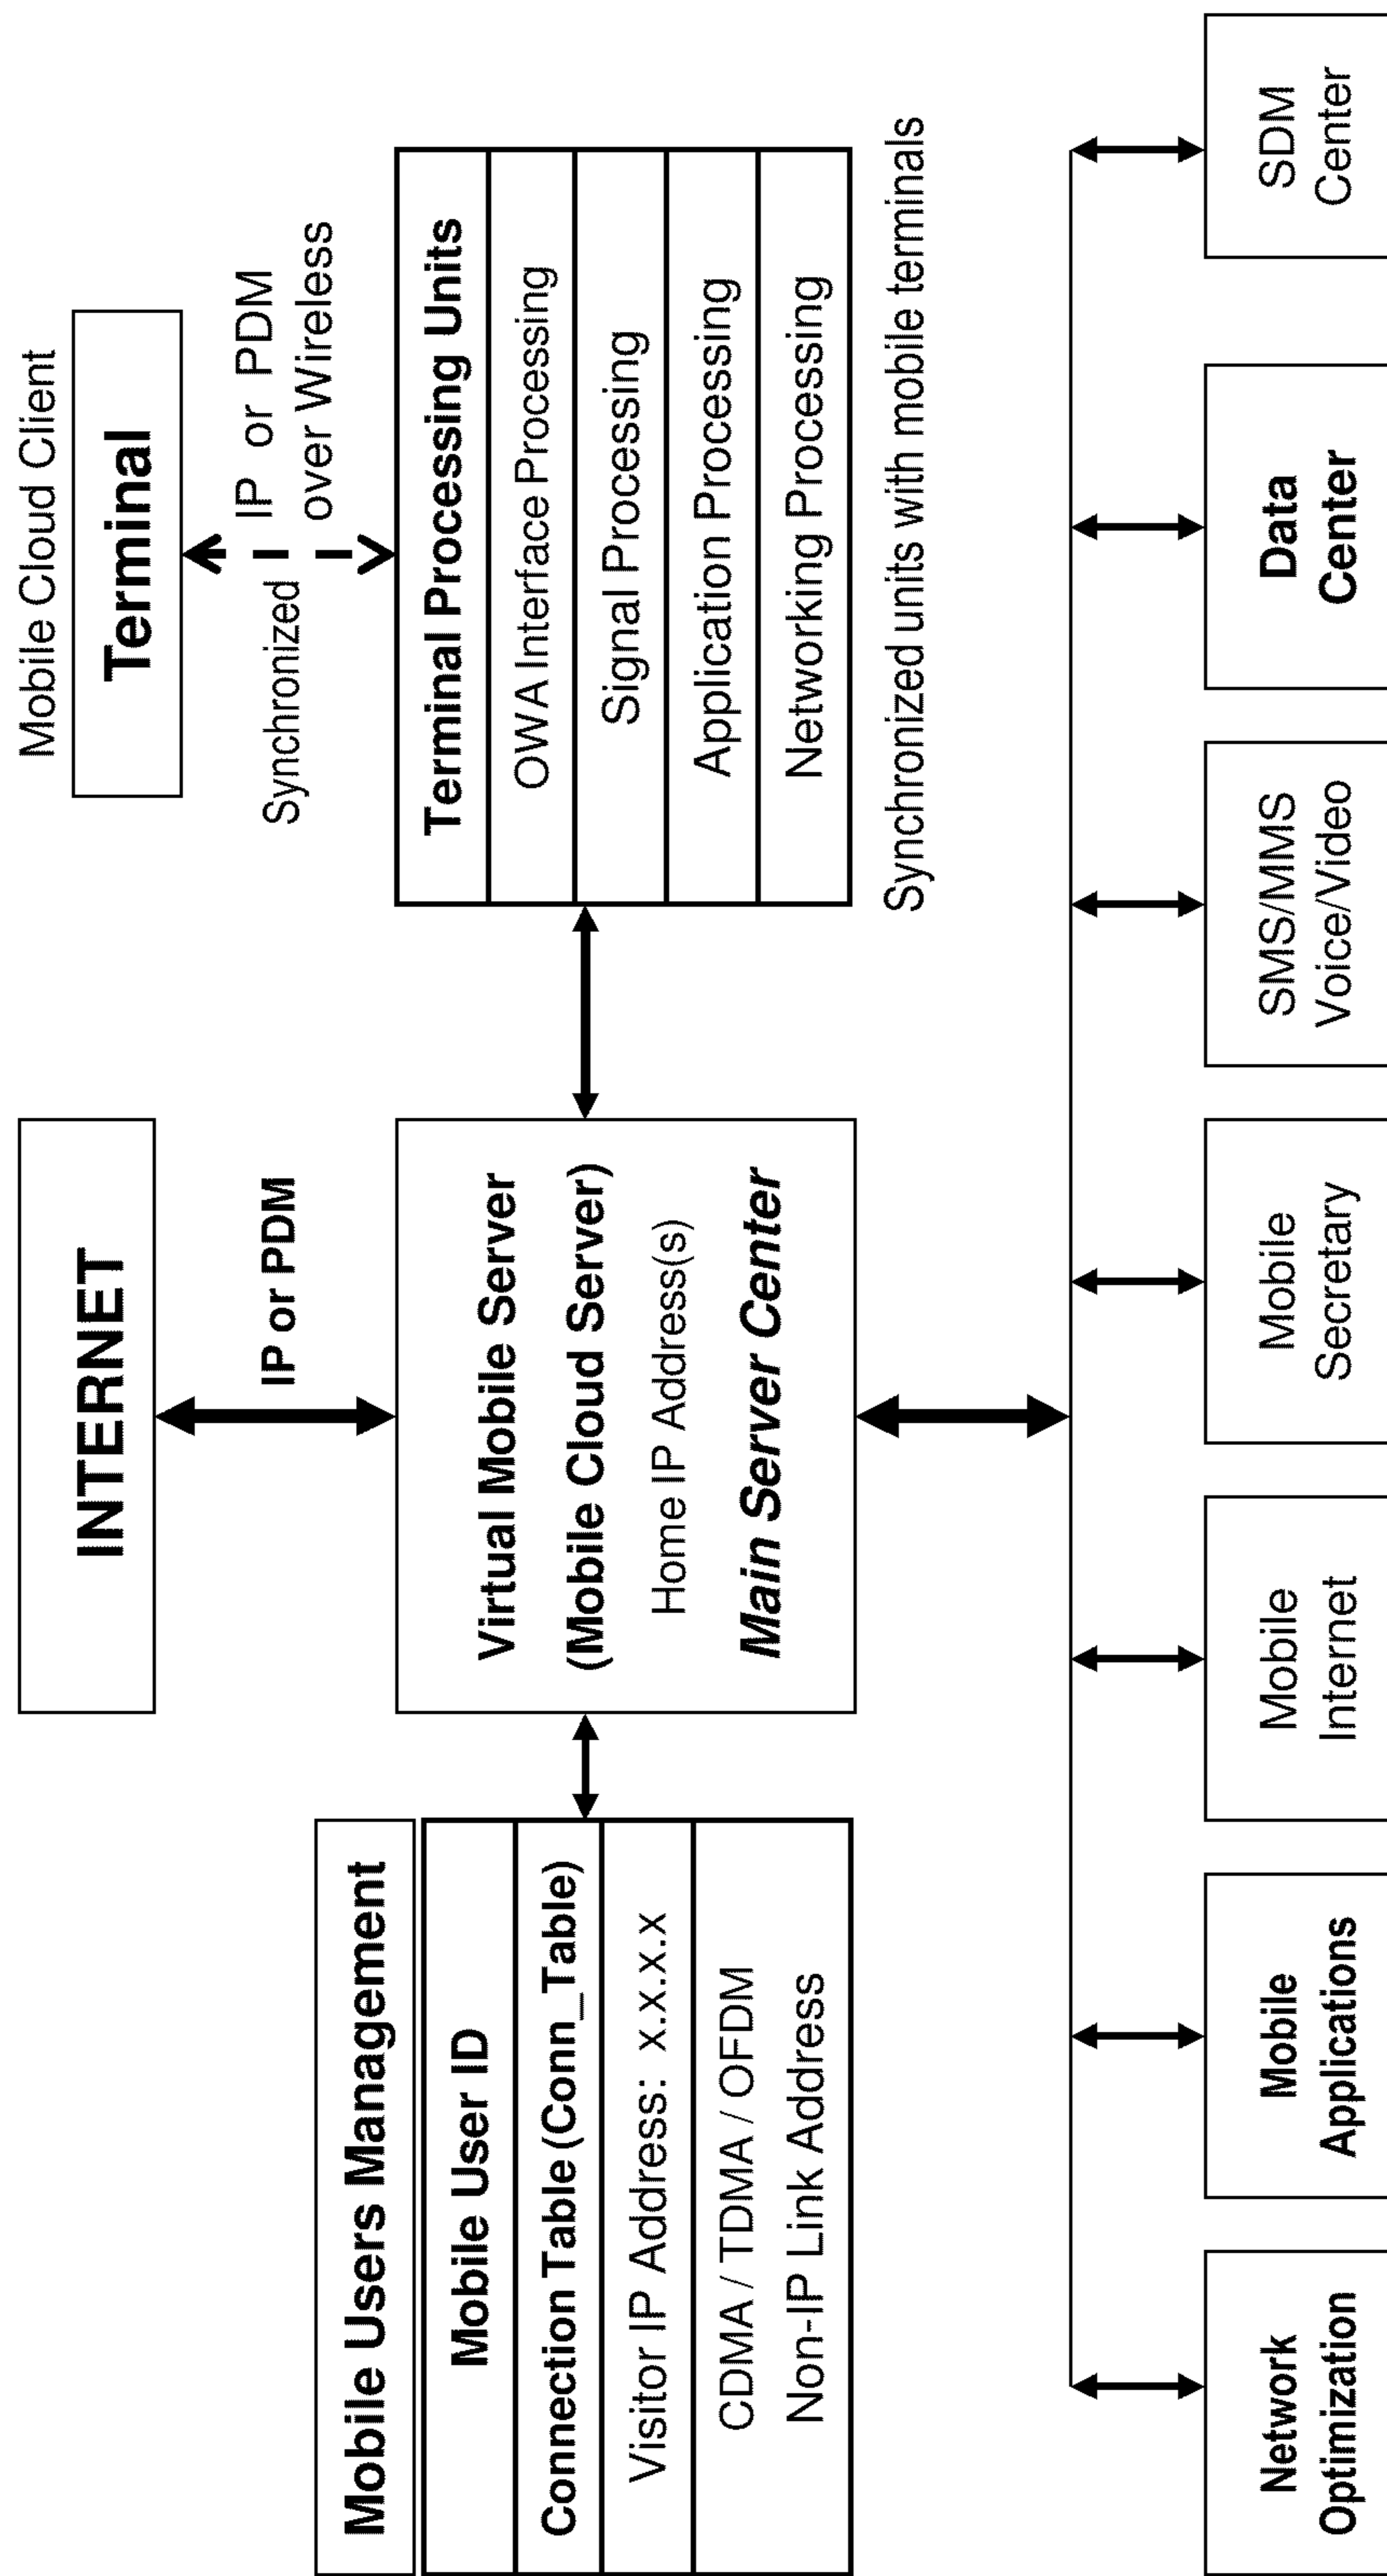 INTERNET
Mobile Cloud Client
Terminal
IP or PDM
Synchronized
IP or PDM
over Wireless
Mobile Users Management
Mobile User ID
Connection Table (Conn_Table)
Visitor IP Address: x.x.x.x
CDMA / TDMA / OFDM
Non-IP Link Address
Virtual Mobile Server
(Mobile Cloud Server)
Home IP Address(s)
Main Server Center
Terminal Processing Units
OWA Interface Processing
Signal Processing
Application Processing
Networking Processing
Synchronized units with mobile terminals
Network
Optimization
Mobile
Applications
Mobile
Internet
Mobile
Secretary
SMS/MMS
Voice/Video
Data
Center
SDM
Center